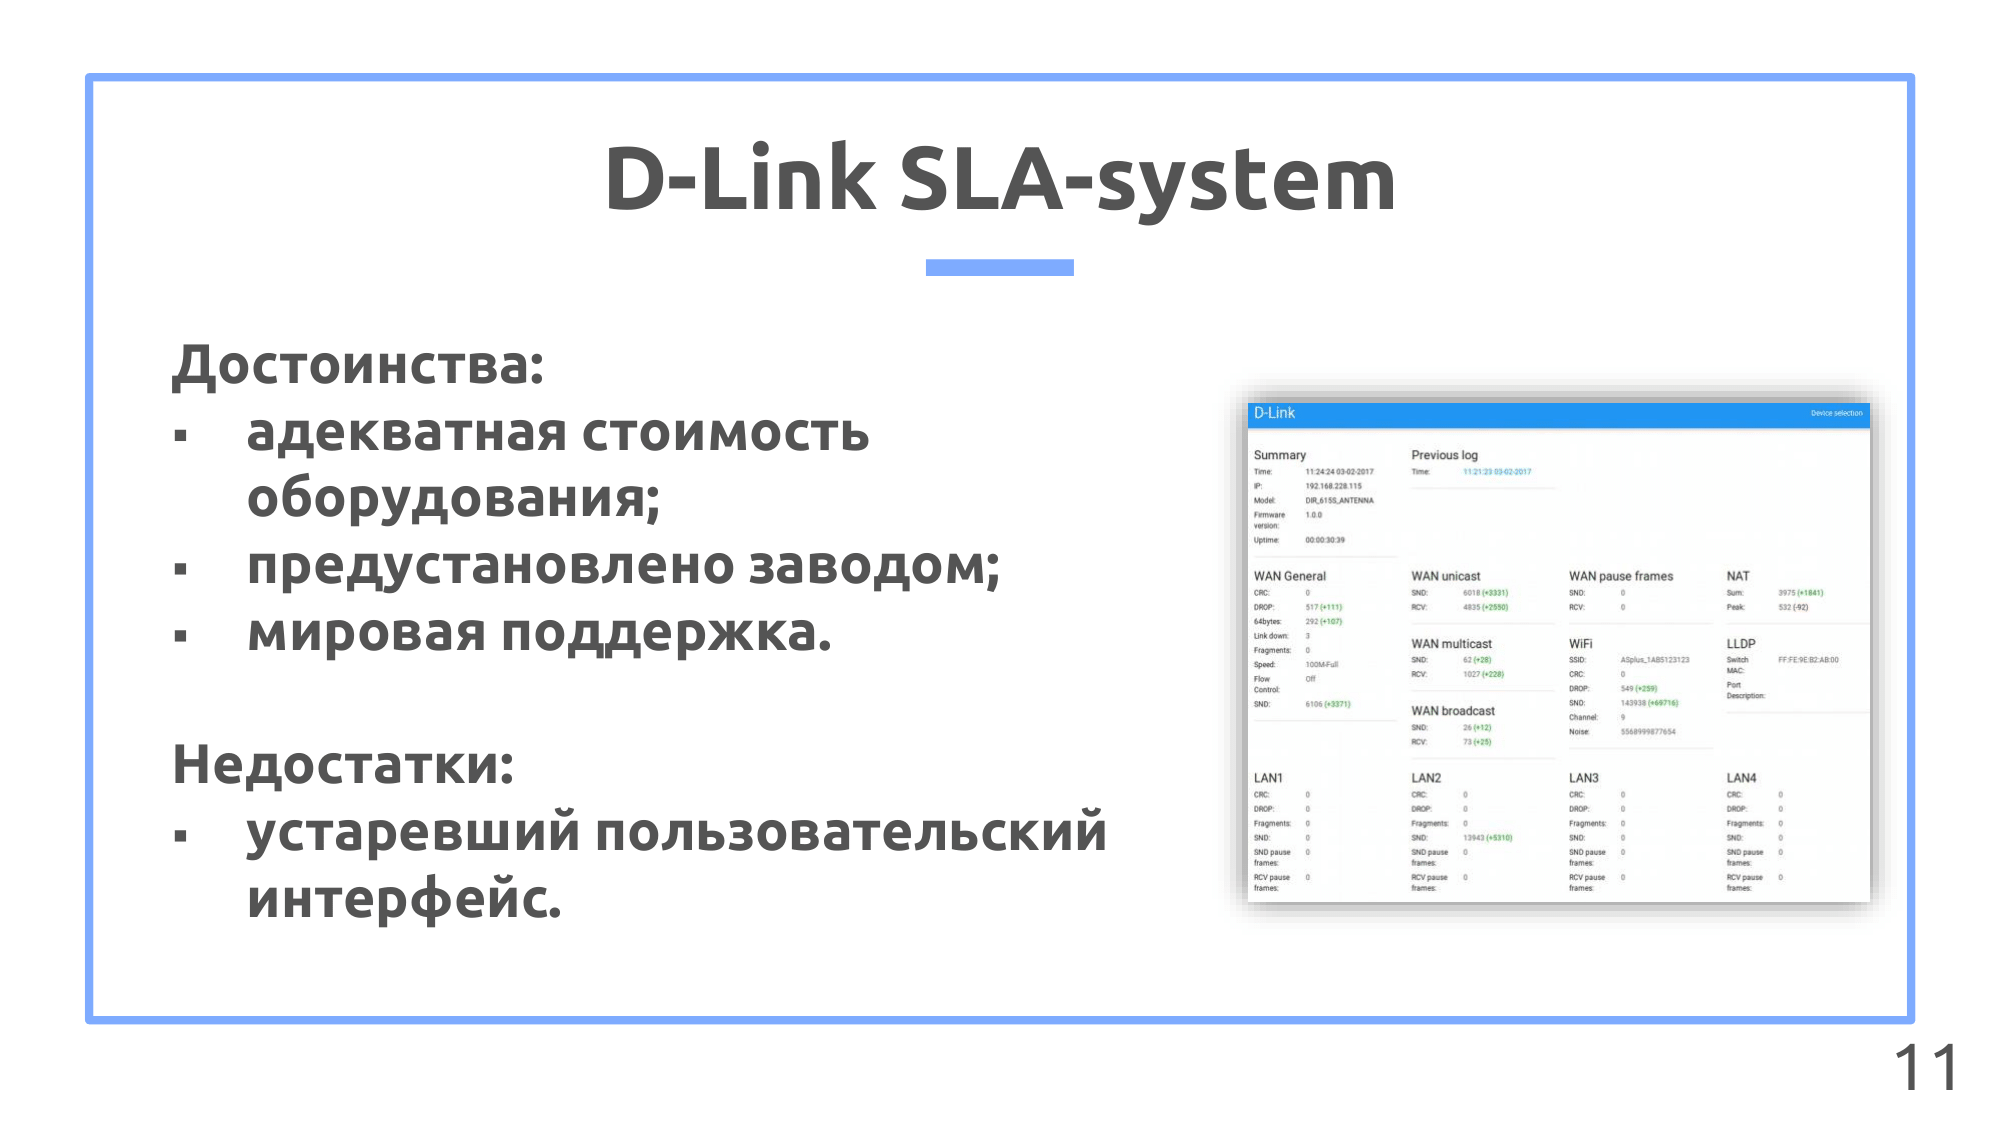 D-Link SLA-system
Достоинства:
▪ адекватная стоимость
оборудования;
▪ предустановлено заводом;
▪ мировая поддержка.
Недостатки:
▪ устаревший пользовательский
интерфейс.
D-Link Device selection
Summary
Time: 11:24:24 03-02-2017
IP: 192.168.228.115
Model: DIR_615S_ANTENNA
Firmware 1.0.0
version:
Uptime: 00:00:30:39
Previous log
Time: 11:21:23 03-02-2017
WAN General
CRC: 0
DROP: 517 (+111)
64bytes: 292 (+107)
Link down: 3
Fragments: 0
Speed: 100M-Full
Flow Off
Control:
SND: 6106 (+3371)
WAN unicast
SND: 6018 (+3331)
RCV: 4835 (+2550)
WAN multicast
SND: 62 (+28)
RCV: 1027 (+228)
WAN broadcast
SND: 26 (+12)
RCV: 73 (+25)
WAN pause frames
SND: 0
RCV: 0
WiFi
SSID: ASplus_1AB5123123
CRC: 0
DROP: 549 (+259)
SND: 143938 (+69716)
Channel: 9
Noise: 5568999877654
NAT
Sum: 3975 (+1841)
Peak: 532 (-92)
LLDP
Switch FF:FE:9E:B2:AB:00
MAC:
Port
Description:
LAN1
CRC: 0
DROP: 0
Fragments: 0
SND: 0
SND pause 0
frames:
RCV pause 0
frames:
LAN2
CRC: 0
DROP: 0
Fragments: 0
SND: 13943 (+5310)
SND pause 0
frames:
RCV pause 0
frames:
LAN3
CRC: 0
DROP: 0
Fragments: 0
SND: 0
SND pause 0
frames:
RCV pause 0
frames:
LAN4
CRC: 0
DROP: 0
Fragments: 0
SND: 0
SND pause 0
frames:
RCV pause 0
frames:
11